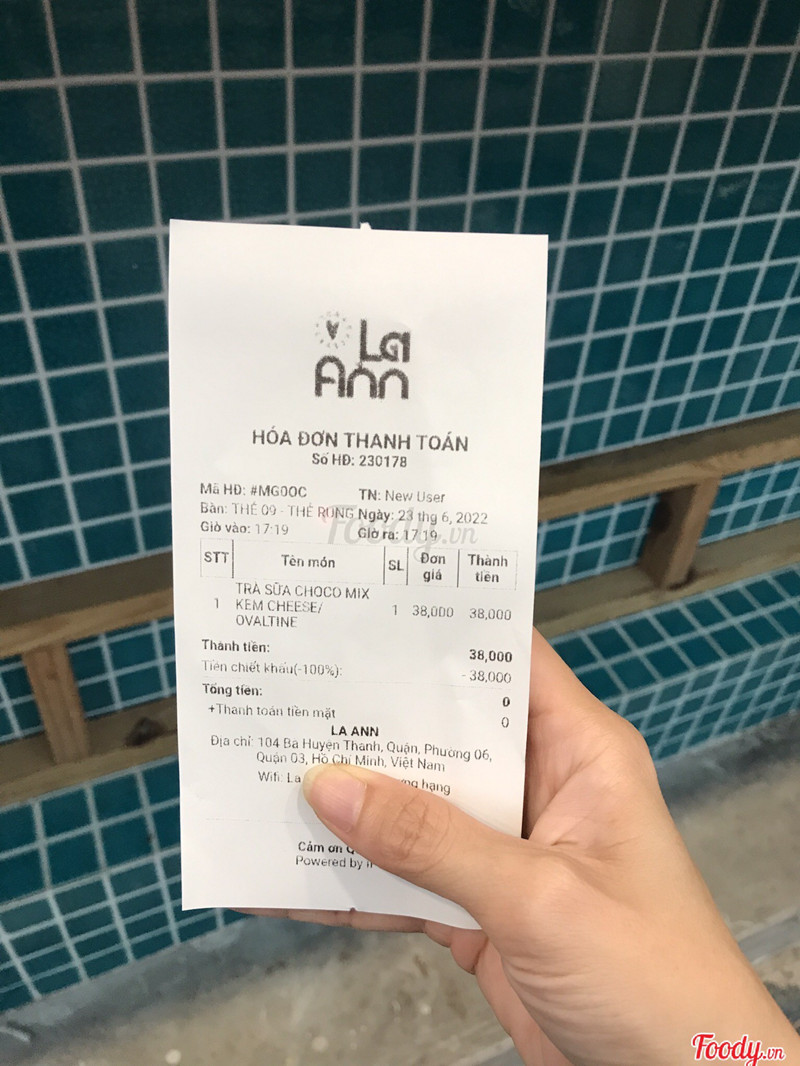 La
Ann
HÓA ĐƠN THANH TOÁN
Số HĐ: 230178
Mã HĐ: #MG0OC TN: New User
Bàn: THẺ 09 - THẺ RUNG Ngày: 23 thg 6, 2022
Giờ vào: 17:19 Giờ ra: 17:19
STT Tên món SL Đơn giá Thành tiền
TRÀ SỮA CHOCO MIX
1 KEM CHEESE/ 1 38,000 38,000
OVALTINE
Thành tiền: 38,000
Tiền chiết khấu(-100%): - 38,000
Tổng tiền: 0
+Thanh toán tiền mặt 0
LA ANN
Địa chỉ: 104 Bà Huyện Thanh, Quận, Phường 06,
Quận 03, Hồ Chí Minh, Việt Nam
Wifi: La hạng
Cảm ơn
Powered by
Foody.vn
Foody.vn